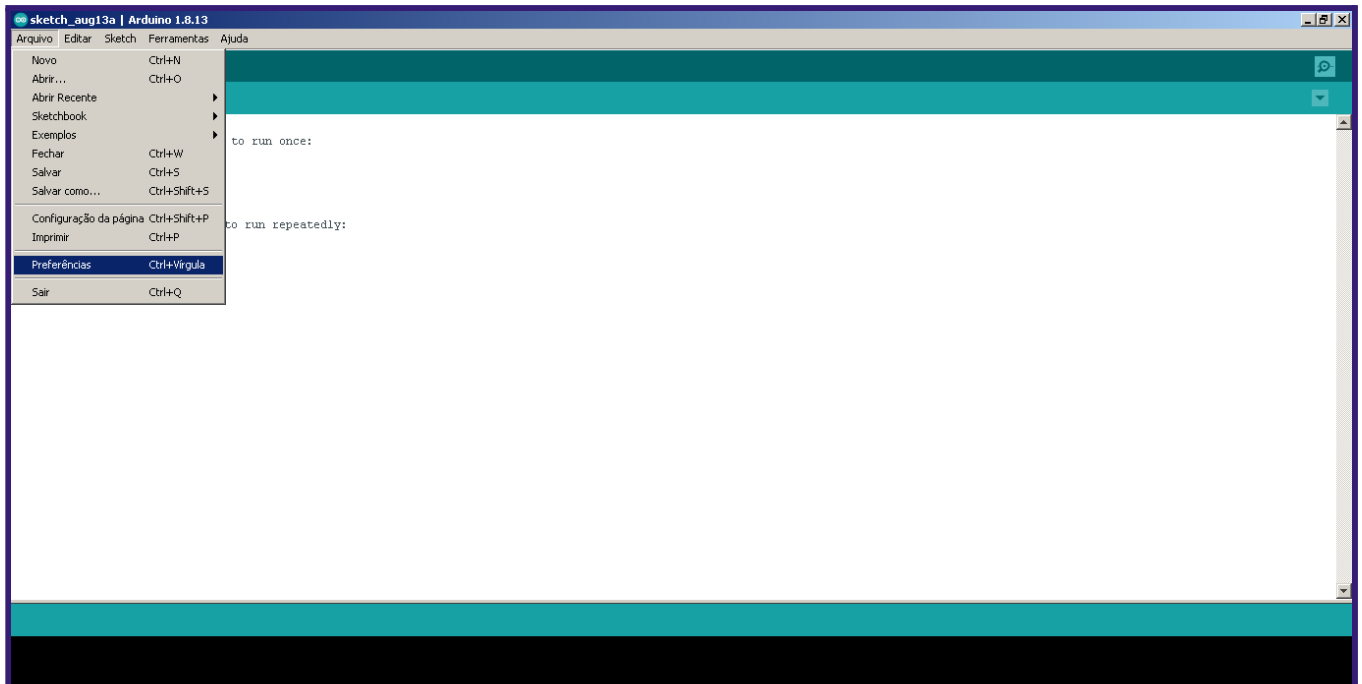 sketch_aug13a | Arduino 1.8.13
Arquivo Editar Sketch Ferramentas Ajuda
Novo Ctrl+N
Abrir... Ctrl+O
Abrir Recente
Sketchbook
Exemplos
to run once:
Fechar Ctrl+W
Salvar Ctrl+S
Salvar como... Ctrl+Shift+S
Configuração da página Ctrl+Shift+P
to run repeatedly:
Imprimir Ctrl+P
Preferências Ctrl+Vírgula
Sair Ctrl+Q